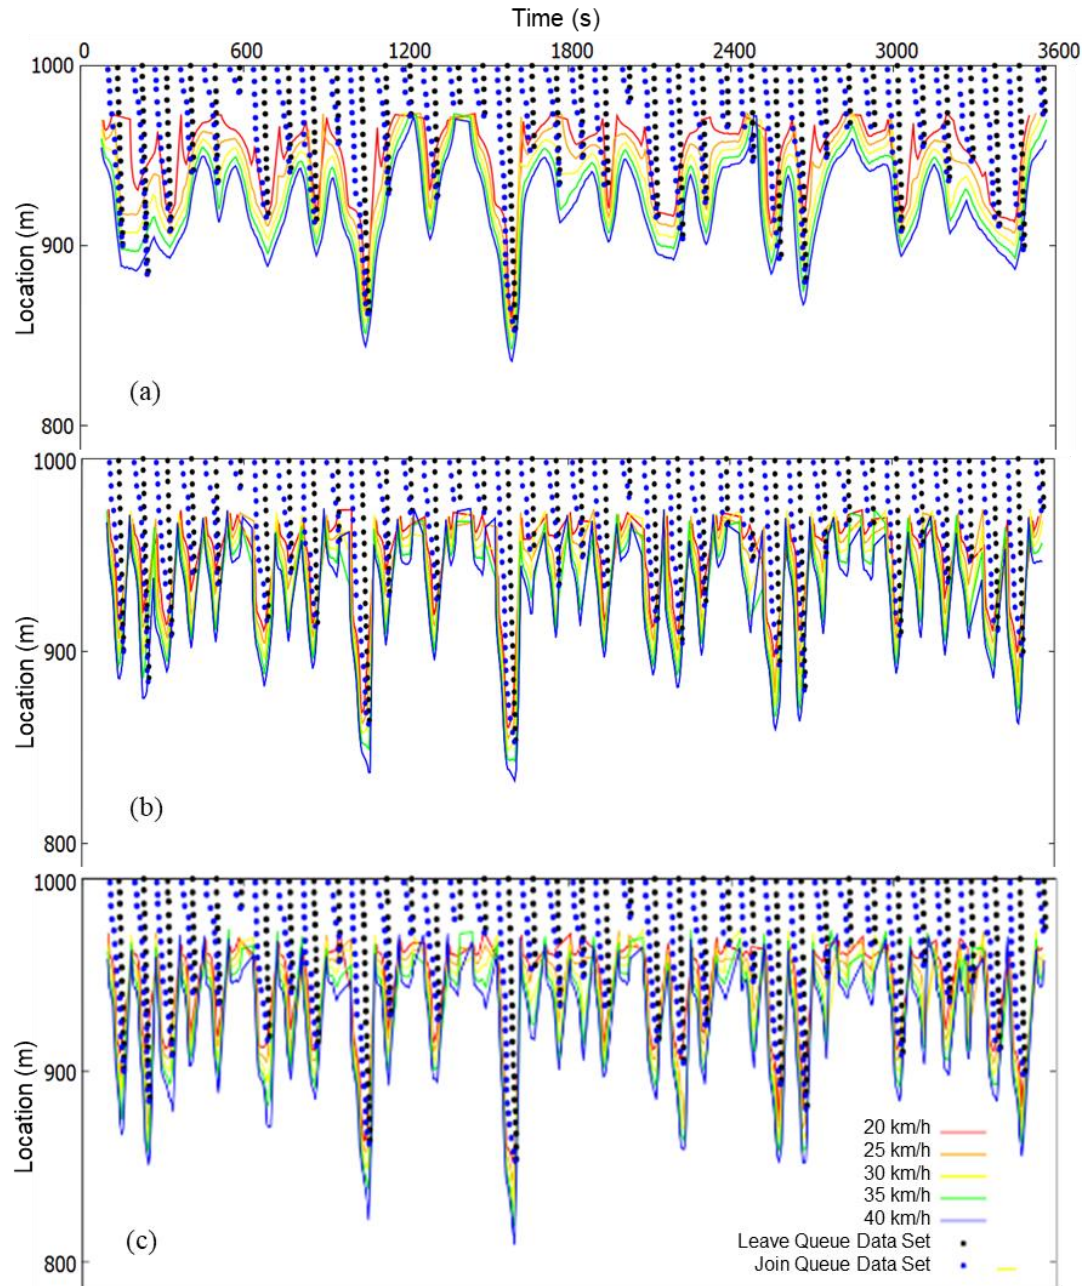 Time (s)
0 600 1200 1800 2400 3000 3600
1000
900
800
Location (m)
(a)
1000
900
800
Location (m)
(b)
1000
900
800
Location (m)
(c)
20 km/h
25 km/h
30 km/h
35 km/h
40 km/h
Leave Queue Data Set
Join Queue Data Set